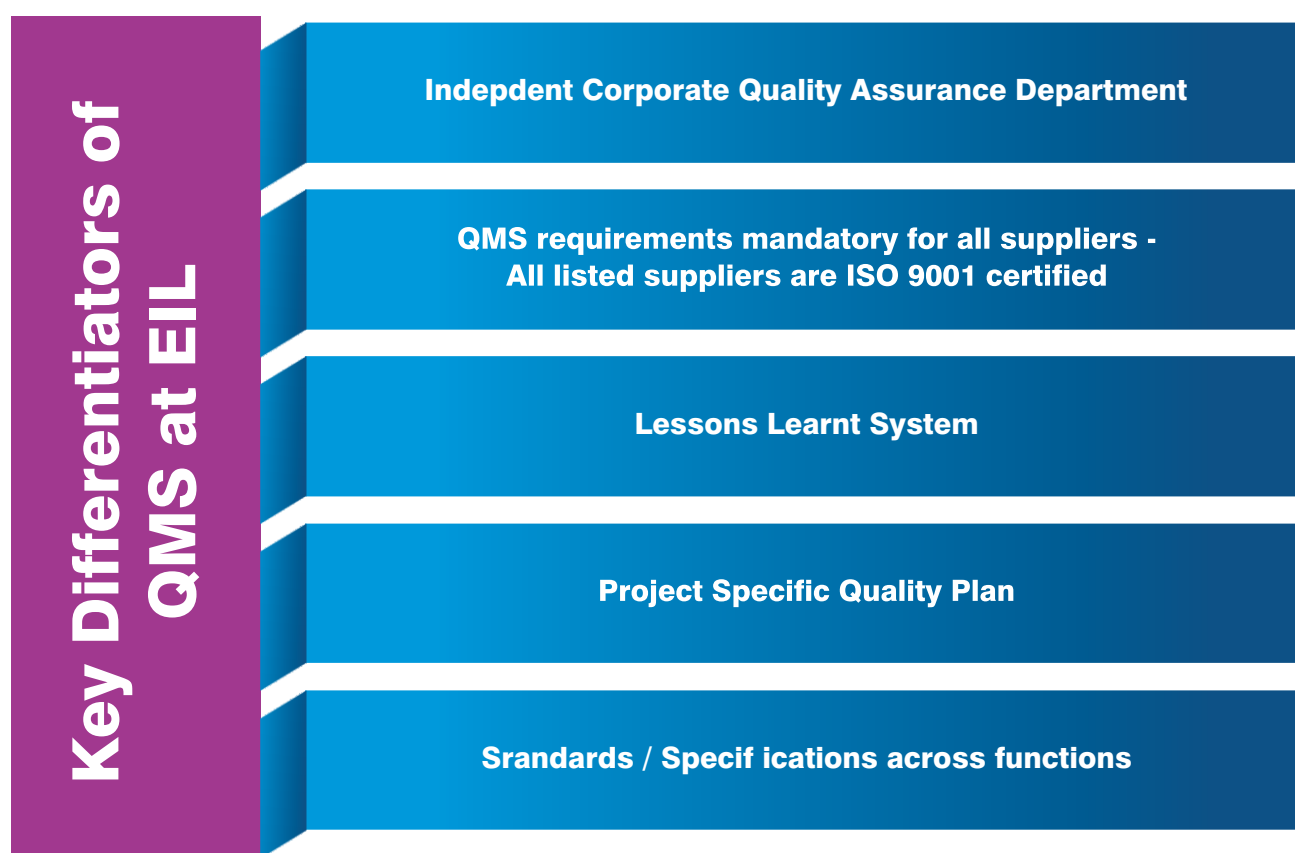 Key Differentiators of
QMS at EIL
Indepdent Corporate Quality Assurance Department
QMS requirements mandatory for all suppliers -
All listed suppliers are ISO 9001 certified
Lessons Learnt System
Project Specific Quality Plan
Srandards / Specif ications across functions